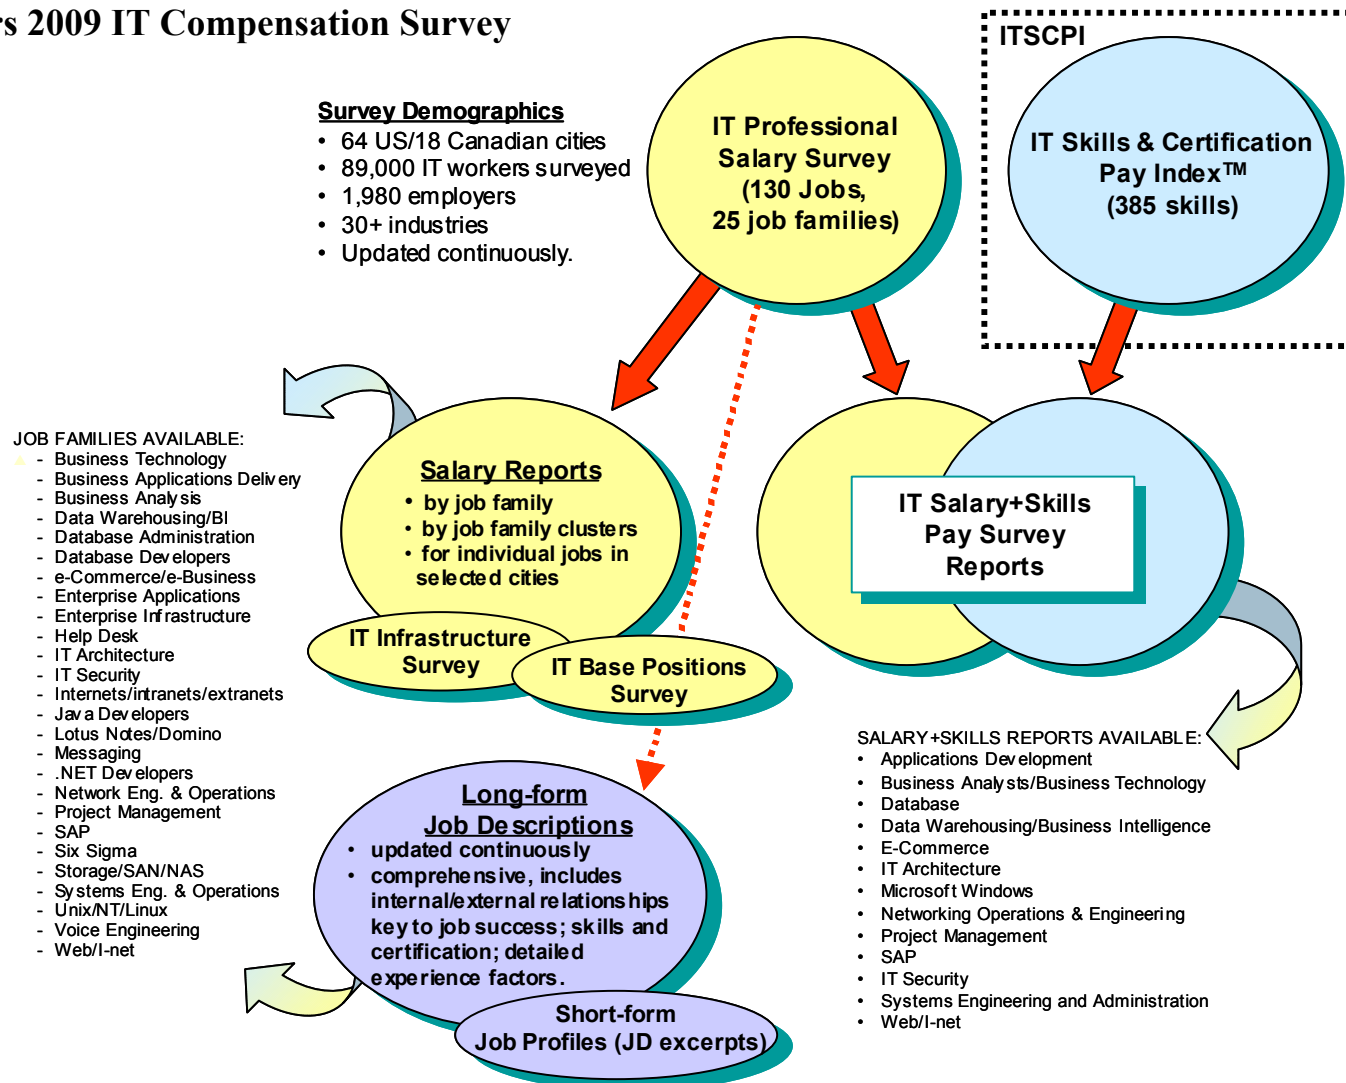 rs 2009 IT Compensation Survey
ITSCPI
Survey Demographics
• 64 US/18 Canadian cities
• 89,000 IT workers surveyed
• 1,980 employers
• 30+ industries
• Updated continuously.
IT Professional
Salary Survey
(130 Jobs,
25 job families)
IT Skills & Certification
Pay Index™
(385 skills)
JOB FAMILIES AVAILABLE:
- Business Technology
- Business Applications Delivery
- Business Analysis
- Data Warehousing/BI
- Database Administration
- Database Developers
- e-Commerce/e-Business
- Enterprise Applications
- Enterprise Infrastructure
- Help Desk
- IT Architecture
- IT Security
- Internets/intranets/extranets
- Java Developers
- Lotus Notes/Domino
- Messaging
- .NET Developers
- Network Eng. & Operations
- Project Management
- SAP
- Six Sigma
- Storage/SAN/NAS
- Systems Eng. & Operations
- Unix/NT/Linux
- Voice Engineering
- Web/I-net
Salary Reports
• by job family
• by job family clusters
• for individual jobs in
selected cities
IT Infrastructure
Survey
IT Base Positions
Survey
IT Salary+Skills
Pay Survey
Reports
Long-form
Job Descriptions
• updated continuously
• comprehensive, includes
internal/external relationships
key to job success; skills and
certification; detailed
experience factors.
Short-form
Job Profiles (JD excerpts)
SALARY+SKILLS REPORTS AVAILABLE:
• Applications Development
• Business Analysts/Business Technology
• Database
• Data Warehousing/Business Intelligence
• E-Commerce
• IT Architecture
• Microsoft Windows
• Networking Operations & Engineering
• Project Management
• SAP
• IT Security
• Systems Engineering and Administration
• Web/I-net